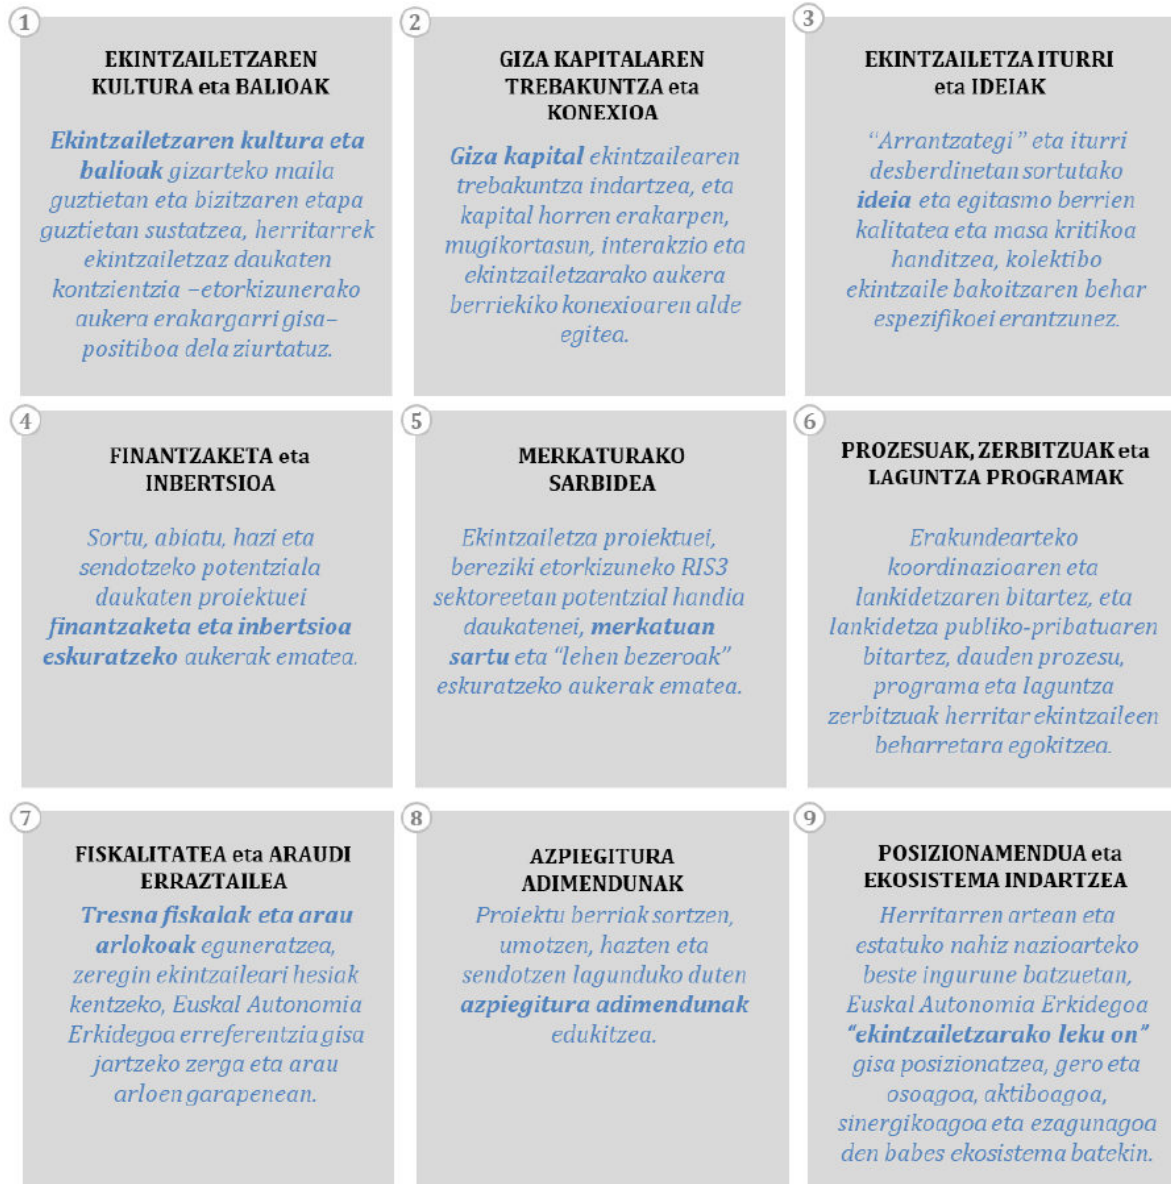 1
EKINTZAILETZAREN
KULTURA eta BALIOAK
Ekintzailetzaren kultura eta
balioak gizarteko maila
guztietan eta bizitzaren etapa
guztietan sustatzea, herritarrek
ekintzailetzaz daukaten
kontzientzia –etorkizunerako
aukera erakargarri gisa–
positiboa dela ziurtatuz.
2
GIZA KAPITALAREN
TREBAKUNTZA eta
KONEXIOA
Giza kapital ekintzailearen
trebakuntza indartzea, eta
kapital horren erakarpen,
mugikortasun, interakzio eta
ekintzailetzarako aukera
berriekiko konexioaren alde
egitea.
3
EKINTZAILETZA ITURRI
eta IDEIAK
“Arrantzategi” eta iturri
desberdinetan sortutako
ideia eta egitasmo berrien
kalitatea eta masa kritikoa
handitzea, kolektibo
ekintzaile bakoitzaren behar
espezifikoei erantzunez.
4
FINANTZAKETA eta
INBERTSIOA
Sortu, abiatu, hazi eta
sendotzeko potentziala
daukaten proiektuei
finantzaketa eta inbertsioa
eskuratzeko aukerak ematea.
5
MERKATURAKO
SARBIDEA
Ekintzailetza proiektuei,
bereziki etorkizuneko RIS3
sektoreetan potentzial handia
daukatenei, merkatuan
sartu eta “lehen bezeroak”
eskuratzeko aukerak ematea.
6
PROZESUAK, ZERBITZUAK eta
LAGUNTZA PROGRAMAK
Erakundearteko
koordinazioaren eta
lankidetzaren bitartez, eta
lankidetza publiko-pribatuaren
bitartez, dauden prozesu,
programa eta laguntza
zerbitzuak herritar ekintzaileen
beharretara egokitzea.
7
FISKALITATEA eta ARAUDI
ERRAZTAILEA
Tresna fiskalak eta arau
arlokoak eguneratzea,
zeregin ekintzaileari hesiak
kentzeko, Euskal Autonomia
Erkidegoa erreferentzia gisa
jartzeko zerga eta arau
arloen garapenean.
8
AZPIEGITURA
ADIMENDUNAK
Proiektu berriak sortzen,
umotzen, hazten eta
sendotzen lagunduko duten
azpiegitura adimendunak
edukitzea.
9
POSIZIONAMENDUA eta
EKOSISTEMA INDARTZEA
Herritarren artean eta
estatuko nahiz nazioarteko
beste ingurune batzuetan,
Euskal Autonomia Erkidegoa
“ekintzailetzarako leku on”
gisa posizionatzea, gero eta
osoagoa, aktiboagoa,
sinergikoagoa eta ezagunagoa
den babes ekosistema batekin.